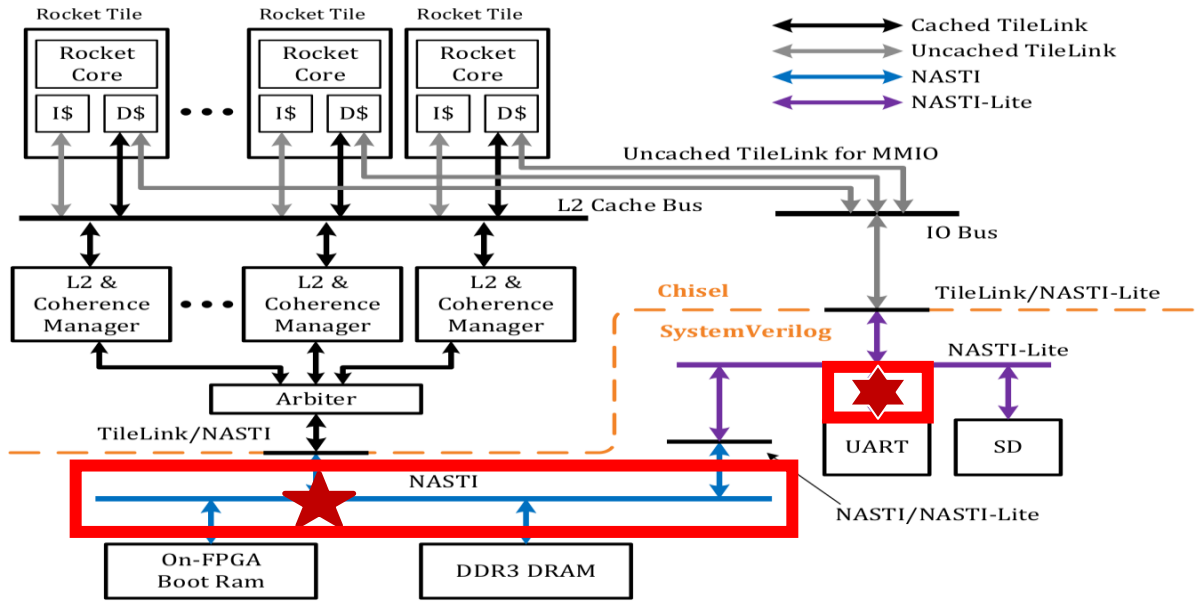 Rocket Tile
Rocket Tile
Rocket Tile
Rocket
Core
I$
D$
Rocket
Core
I$
D$
Rocket
Core
I$
D$
Cached TileLink
Uncached TileLink
NASTI
NASTI-Lite
Uncached TileLink for MMIO
L2 Cache Bus
IO Bus
L2 &
Coherence
Manager
L2 &
Coherence
Manager
L2 &
Coherence
Manager
Chisel
TileLink/NASTI-Lite
SystemVerilog
NASTI-Lite
Arbiter
TileLink/NASTI
UART
SD
NASTI
NASTI/NASTI-Lite
On-FPGA
Boot Ram
DDR3 DRAM